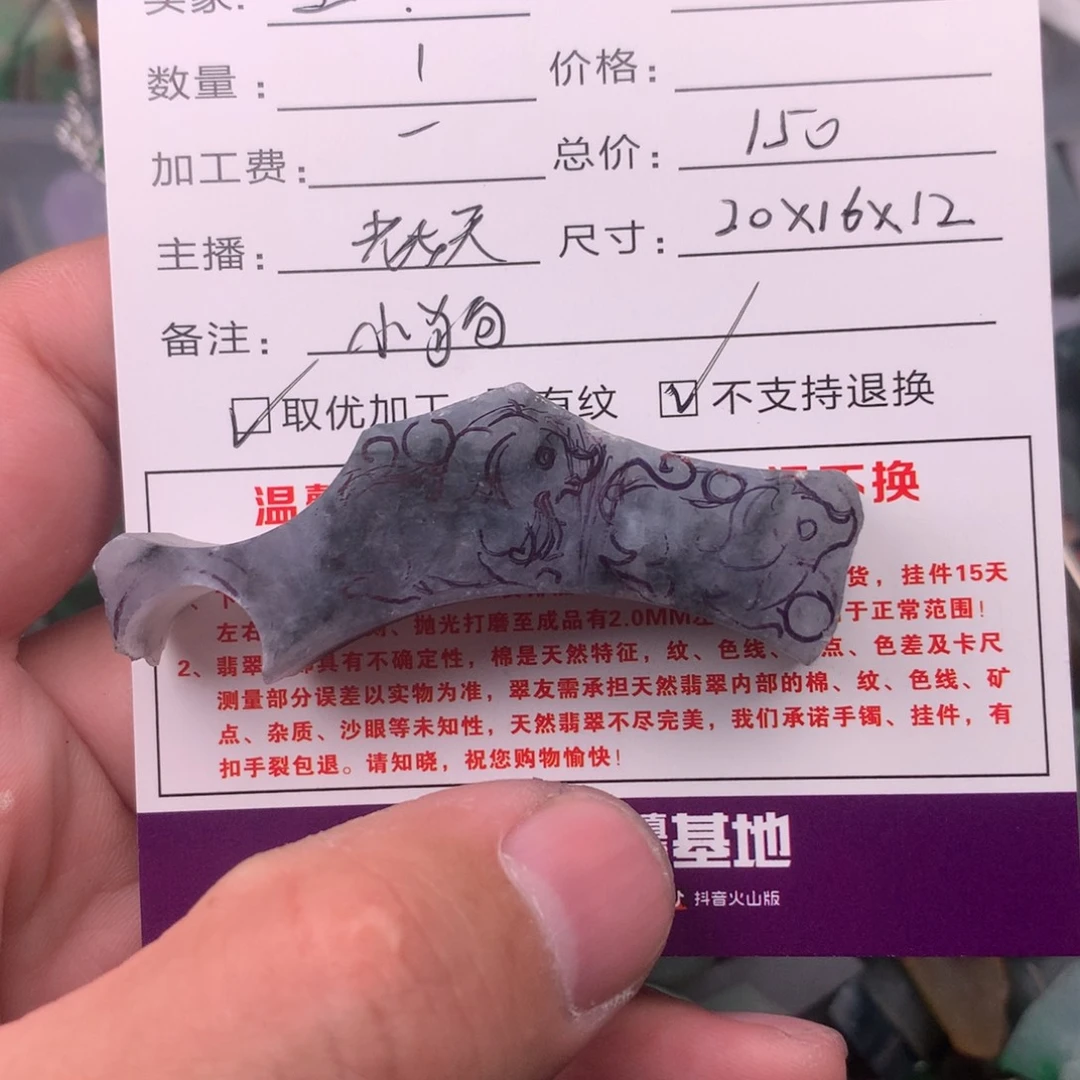 卖家:
数量: 1 价格:
加工费: 一 总价: 150
主播: 天 尺寸: 20X16X12
备注: 小狗
取优加工 有纹 不支持退换
温 不换
货，挂件15天
左右 、抛光打磨至成品有2.0MM 于正常范围!
2、翡翠 具有不确定性，棉是天然特征，纹、色线、 点、色差及卡尺
测量部分误差以实物为准，翠友需承担天然翡翠内部的棉、纹、色线、矿
点、杂质、沙眼等未知性，天然翡翠不尽完美，我们承诺手镯、挂件，有
扣手裂包退。请知晓，祝您购物愉快!
基地
抖音火山版